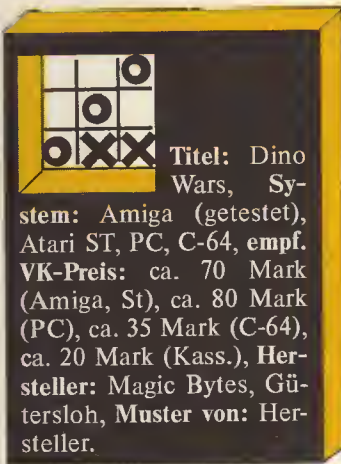 Titel: Dino
Wars, Sy-
stem: Amiga (getestet),
Atari ST, PC, C-64, empf.
VK-Preis: ca. 70 Mark
(Amiga, St), ca. 80 Mark
(PC), ca. 35 Mark (C-64),
ca. 20 Mark (Kass.), Her-
steller: Magic Bytes, Gü-
tersloh, Muster von: Her-
steller.